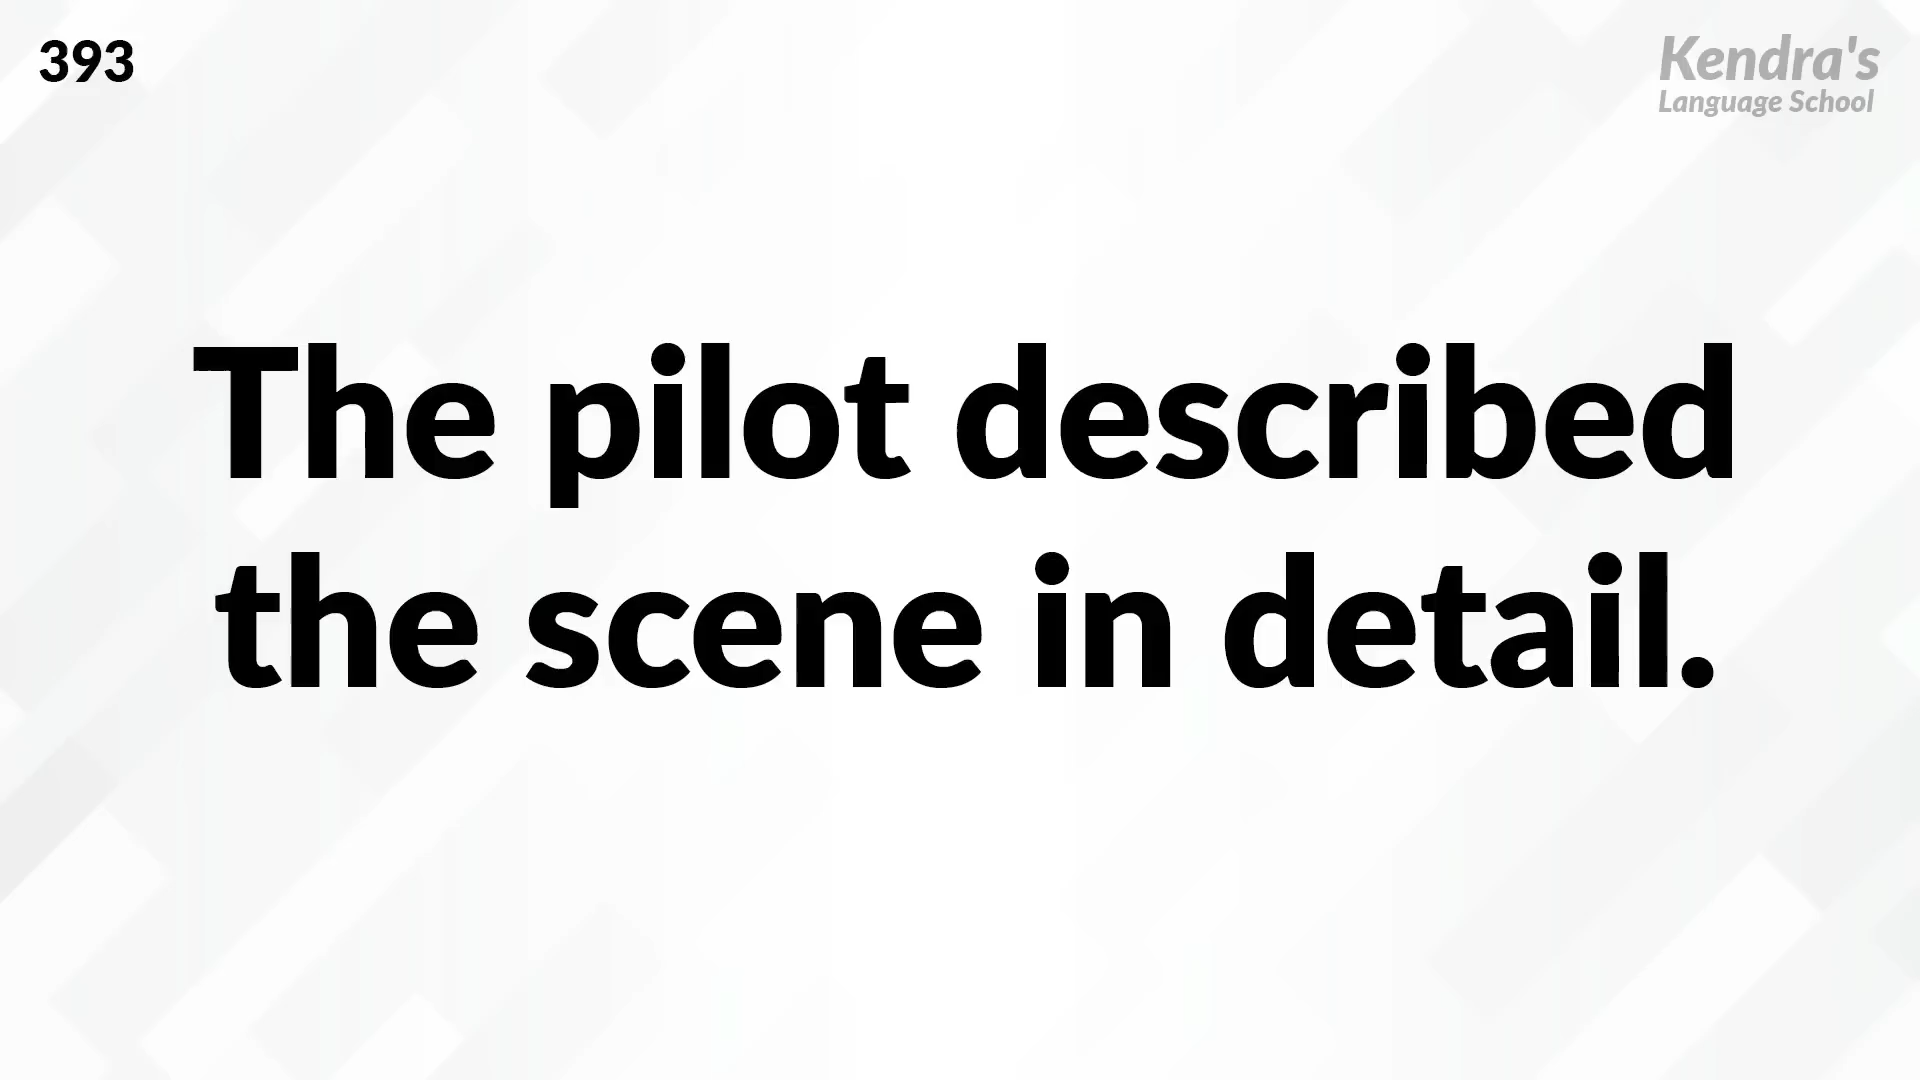 393
Kendra's
Language School
The pilot described
the scene in detail.